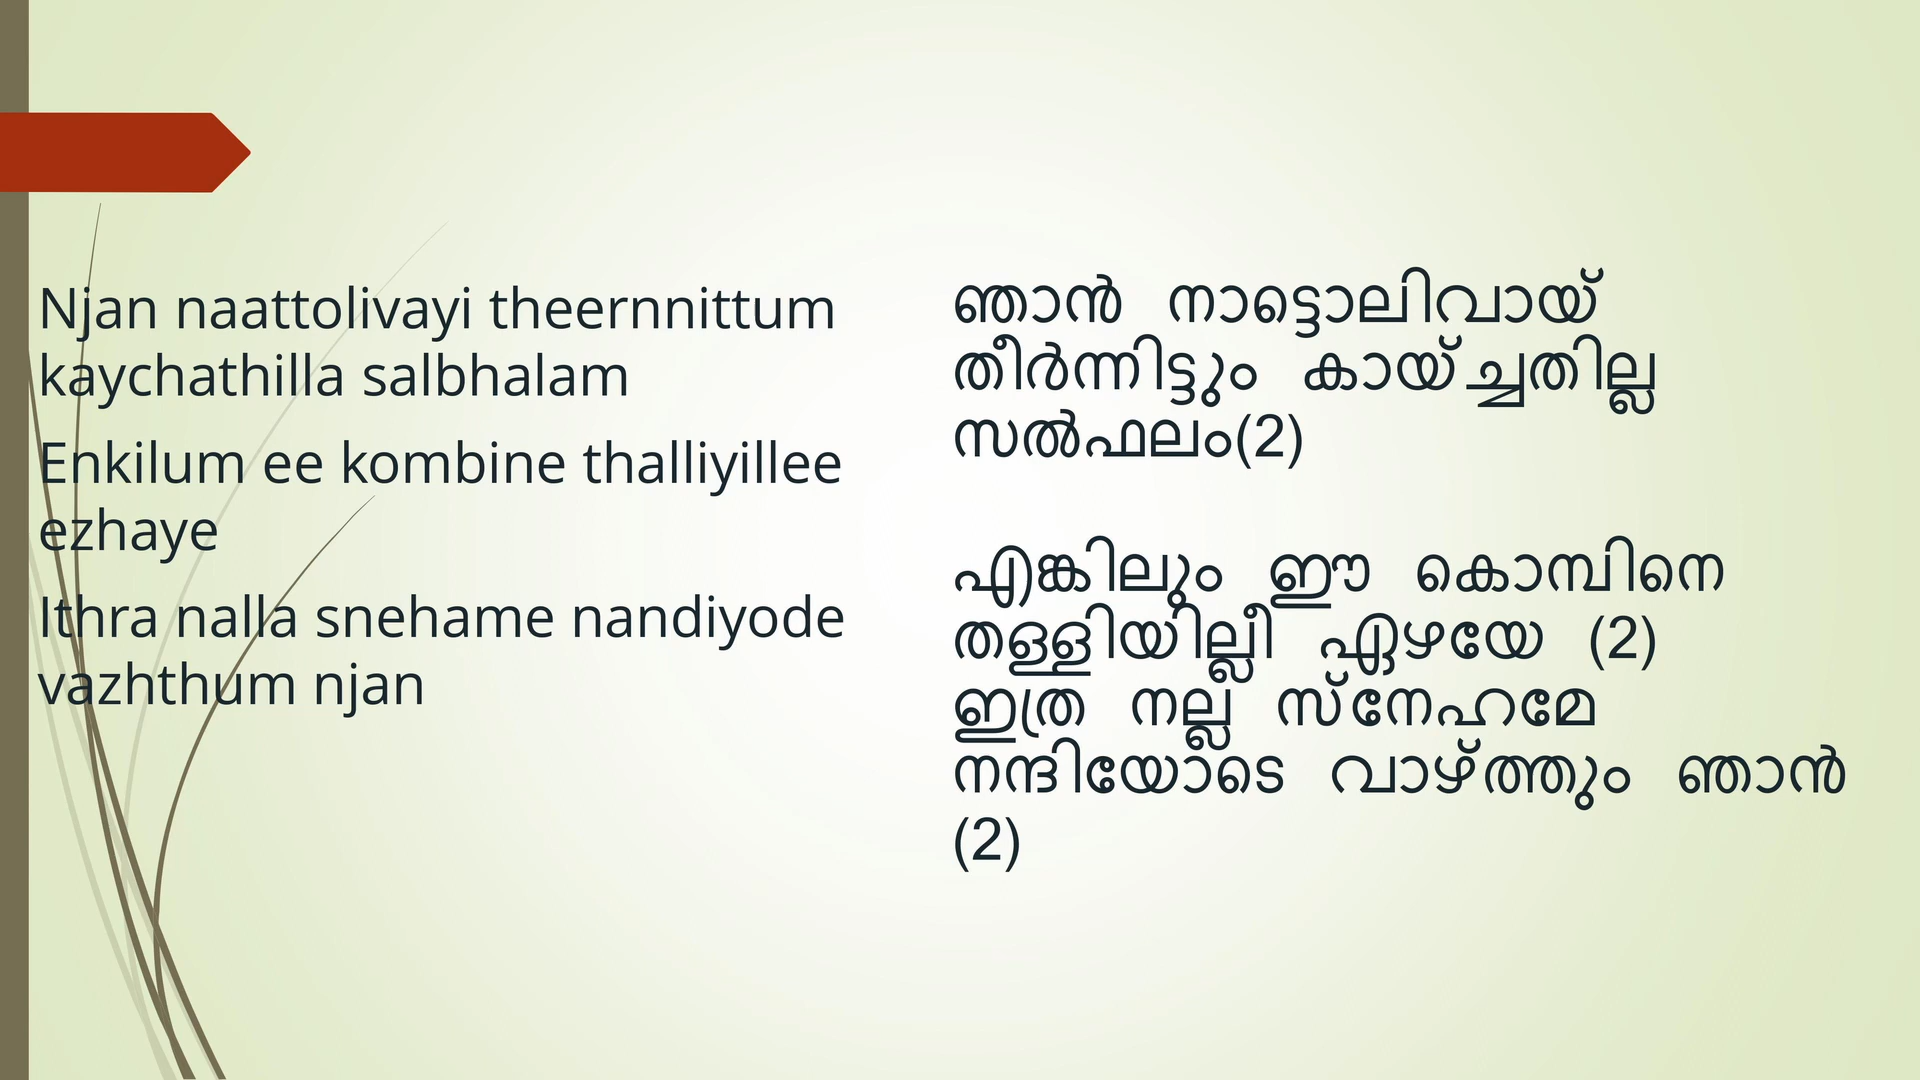 Njan naattolivayi theernnittum
kaychathilla salbhalam
Enkilum ee kombine thalliyillee
ezhaye
Ithra nalla snehame nandiyode
vazhthum njan
ഞാൻ നാട്ടൊലിവായ്
തീർന്നിട്ടും കായ്ച്ചതില്ല
സൽഫലം(2)
എങ്കിലും ഈ കൊമ്പിനെ
തള്ളിയില്ലീ ഏഴയേ (2)
ഇത്ര നല്ല സ്നേഹമേ
നന്ദിയോടെ വാഴ്ത്തും ഞാൻ
(2)